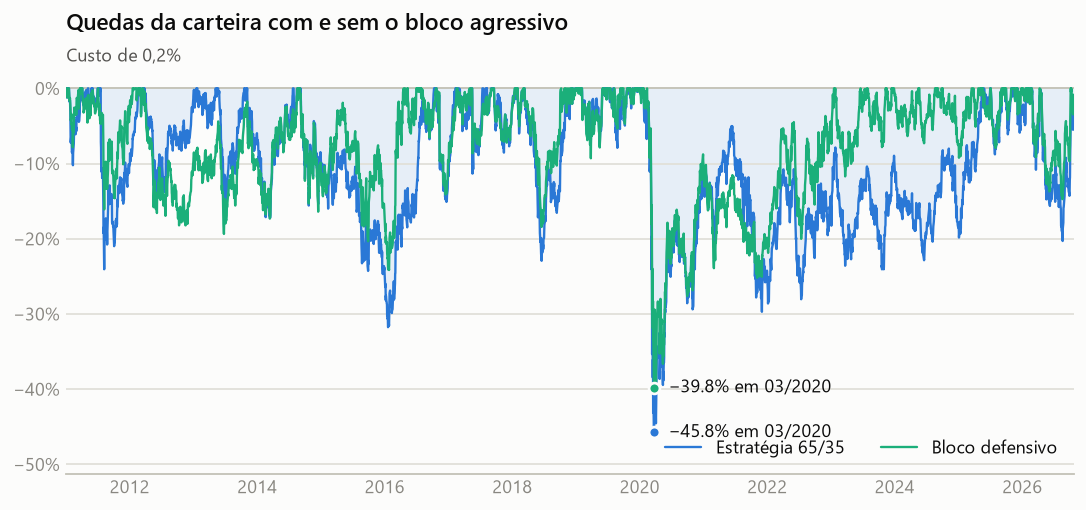 Quedas da carteira com e sem o bloco agressivo
Custo de 0,2%
0%
−10%
−20%
−30%
−40%
−50%
−39.8% em 03/2020
−45.8% em 03/2020
Estratégia 65/35
Bloco defensivo
2012
2014
2016
2018
2020
2022
2024
2026